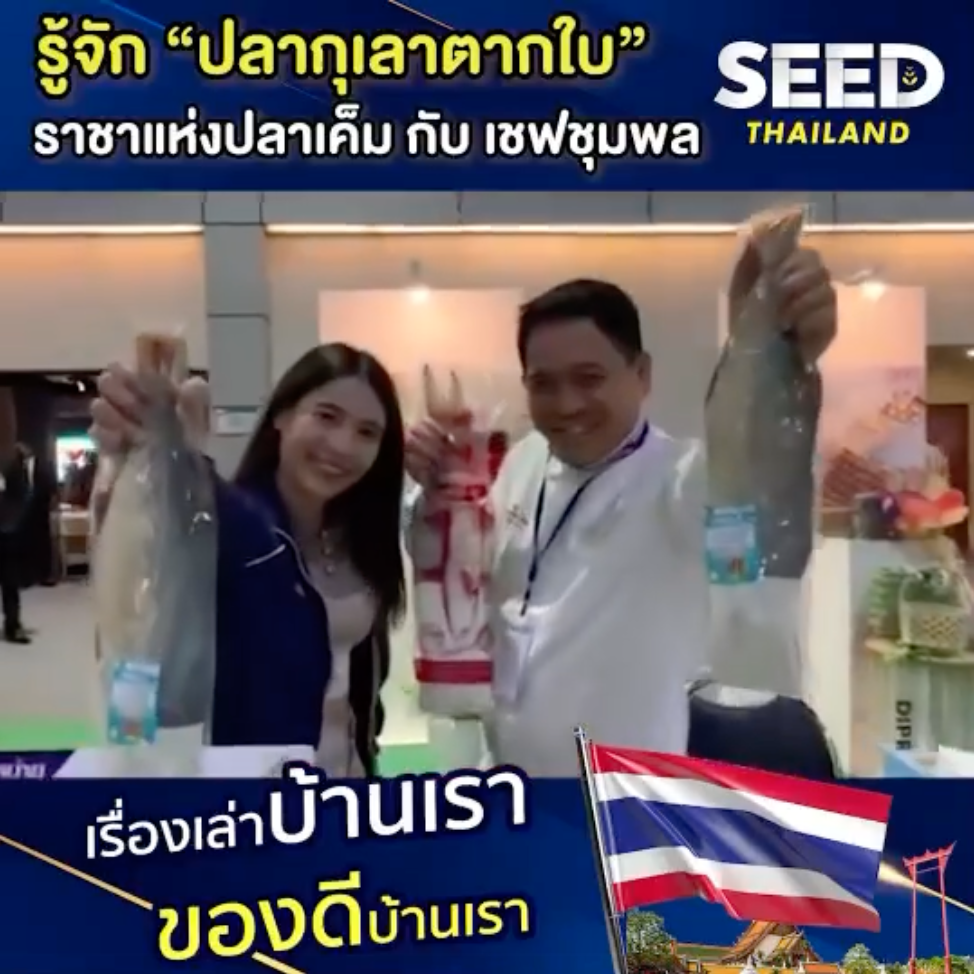 รู้จัก “ปลากุเลาตากใบ”
ราชาแห่งปลาเค็ม กับ เชฟชุมพล
SEED
THAILAND
DIPR
เรื่องเล่าบ้านเรา
ของดีบ้านเรา